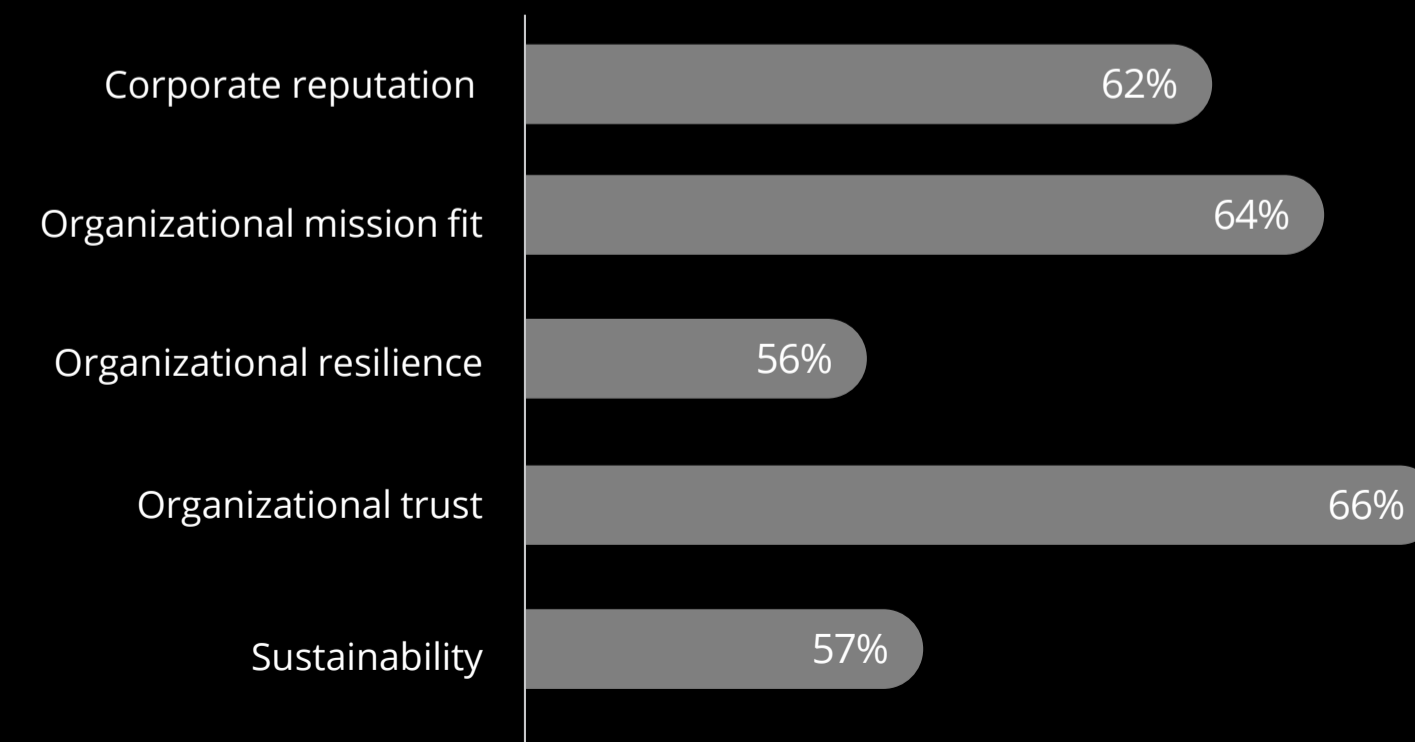 Corporate reputation
62%
Organizational mission fit
64%
Organizational resilience
56%
Organizational trust
66%
Sustainability
57%